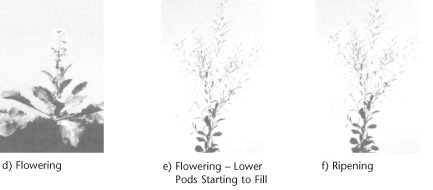 d) Flowering
e) Flowering – Lower
Pods Starting to Fill
f) Ripening